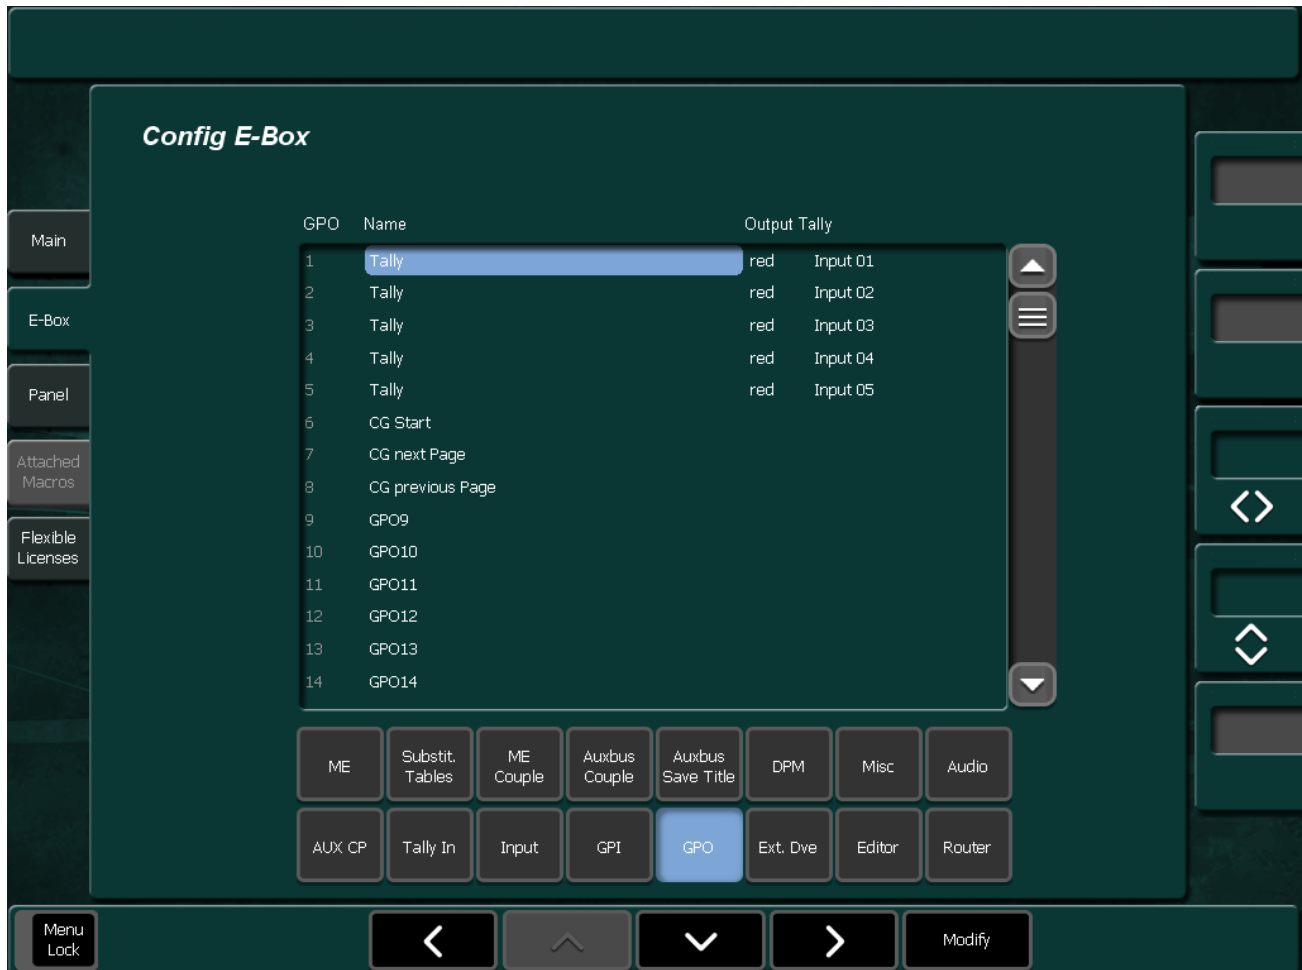 Config E-Box
GPO Name Output Tally
1 Tally red Input 01
2 Tally red Input 02
3 Tally red Input 03
4 Tally red Input 04
5 Tally red Input 05
6 CG Start
7 CG next Page
8 CG previous Page
9 GPO9
10 GPO10
11 GPO11
12 GPO12
13 GPO13
14 GPO14
Main
E-Box
Panel
Attached
Macros
Flexible
Licenses
ME
Substit.
Tables
ME
Couple
Auxbus
Couple
Auxbus
Save Title
DPM
Misc
Audio
AUX CP
Tally In
Input
GPI
GPO
Ext. Dve
Editor
Router
Menu
Lock
Modify